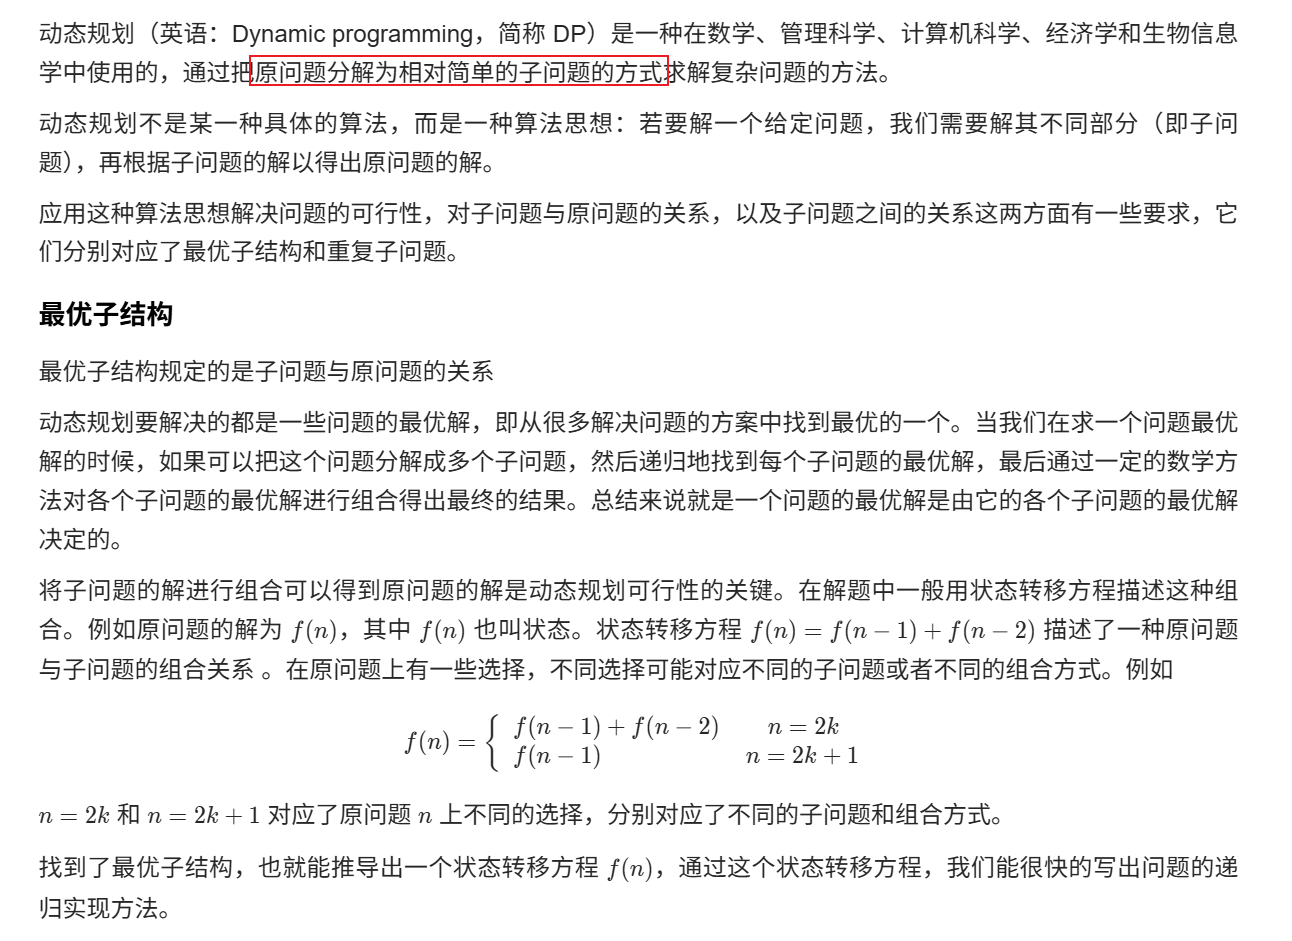 动态规划（英语：Dynamic programming，简称 DP）是一种在数学、管理科学、计算机科学、经济学和生物信息
学中使用的，通过把原问题分解为相对简单的子问题的方式求解复杂问题的方法。
动态规划不是某一种具体的算法，而是一种算法思想：若要解一个给定问题，我们需要解其不同部分（即子问
题），再根据子问题的解以得出原问题的解。
应用这种算法思想解决问题的可行性，对子问题与原问题的关系，以及子问题之间的关系这两方面有一些要求，它
们分别对应了最优子结构和重复子问题。
最优子结构
最优子结构规定的是子问题与原问题的关系
动态规划要解决的都是一些问题的最优解，即从很多解决问题的方案中找到最优的一个。当我们在求一个问题最优
解的时候，如果可以把这个问题分解成多个子问题，然后递归地找到每个子问题的最优解，最后通过一定的数学方
法对各个子问题的最优解进行组合得出最终的结果。总结来说就是一个问题的最优解是由它的各个子问题的最优解
决定的。
将子问题的解进行组合可以得到原问题的解是动态规划可行性的关键。在解题中一般用状态转移方程描述这种组
合。例如原问题的解为 f(n)，其中 f(n) 也叫状态。状态转移方程 f(n) = f(n − 1) + f(n − 2) 描述了一种原问题
与子问题的组合关系 。在原问题上有一些选择，不同选择可能对应不同的子问题或者不同的组合方式。例如
f(n) = { f(n − 1) + f(n − 2) n = 2k
f(n − 1) n = 2k + 1
n = 2k 和 n = 2k + 1 对应了原问题 n 上不同的选择，分别对应了不同的子问题和组合方式。
找到了最优子结构，也就能推导出一个状态转移方程 f(n)，通过这个状态转移方程，我们能很快的写出问题的递
归实现方法。